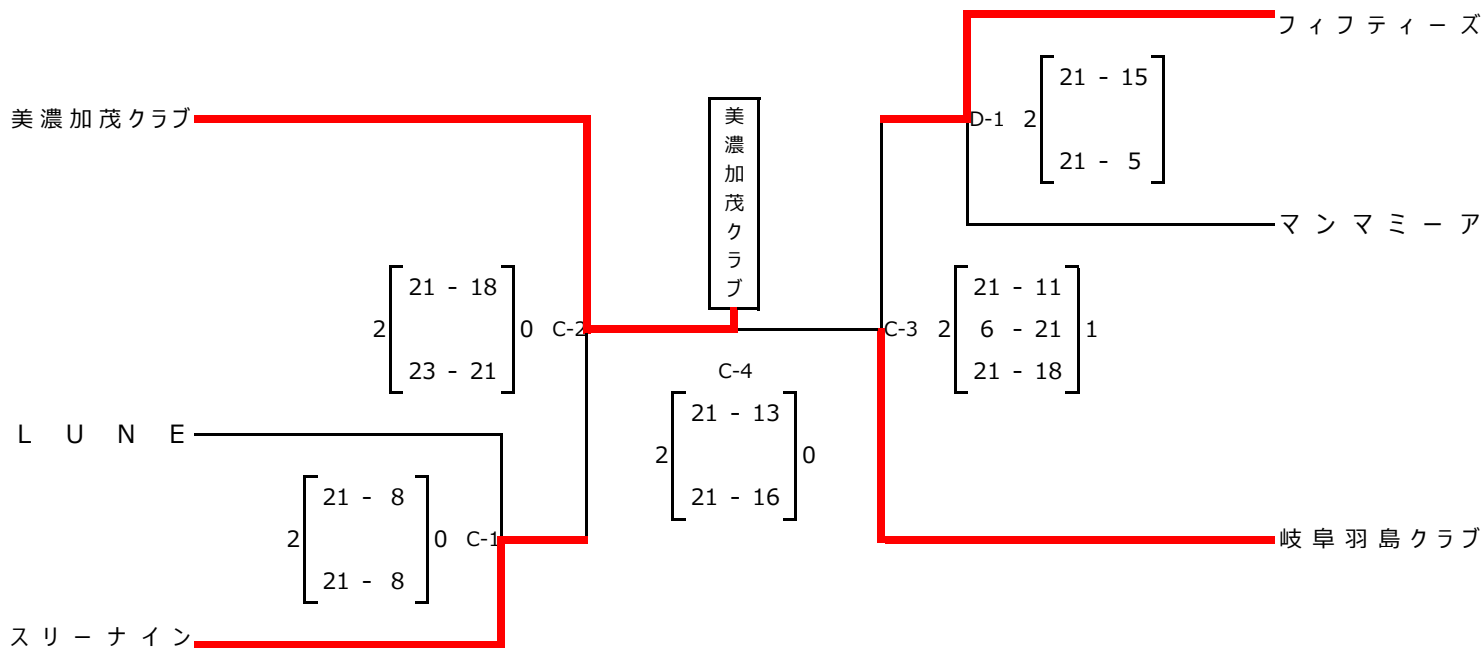 フィフティーズ
美濃加茂クラブ
美濃加茂クラブ
D-1 2 21 - 15
21 - 5
マンマミーア
2 21 - 18
23 - 21 0 C-2
C-3 2 21 - 11
6 - 21
21 - 18 1
C-4
2 21 - 13
21 - 16 0
LUNE
2 21 - 8
21 - 8 0 C-1
岐阜羽島クラブ
スリーナイン